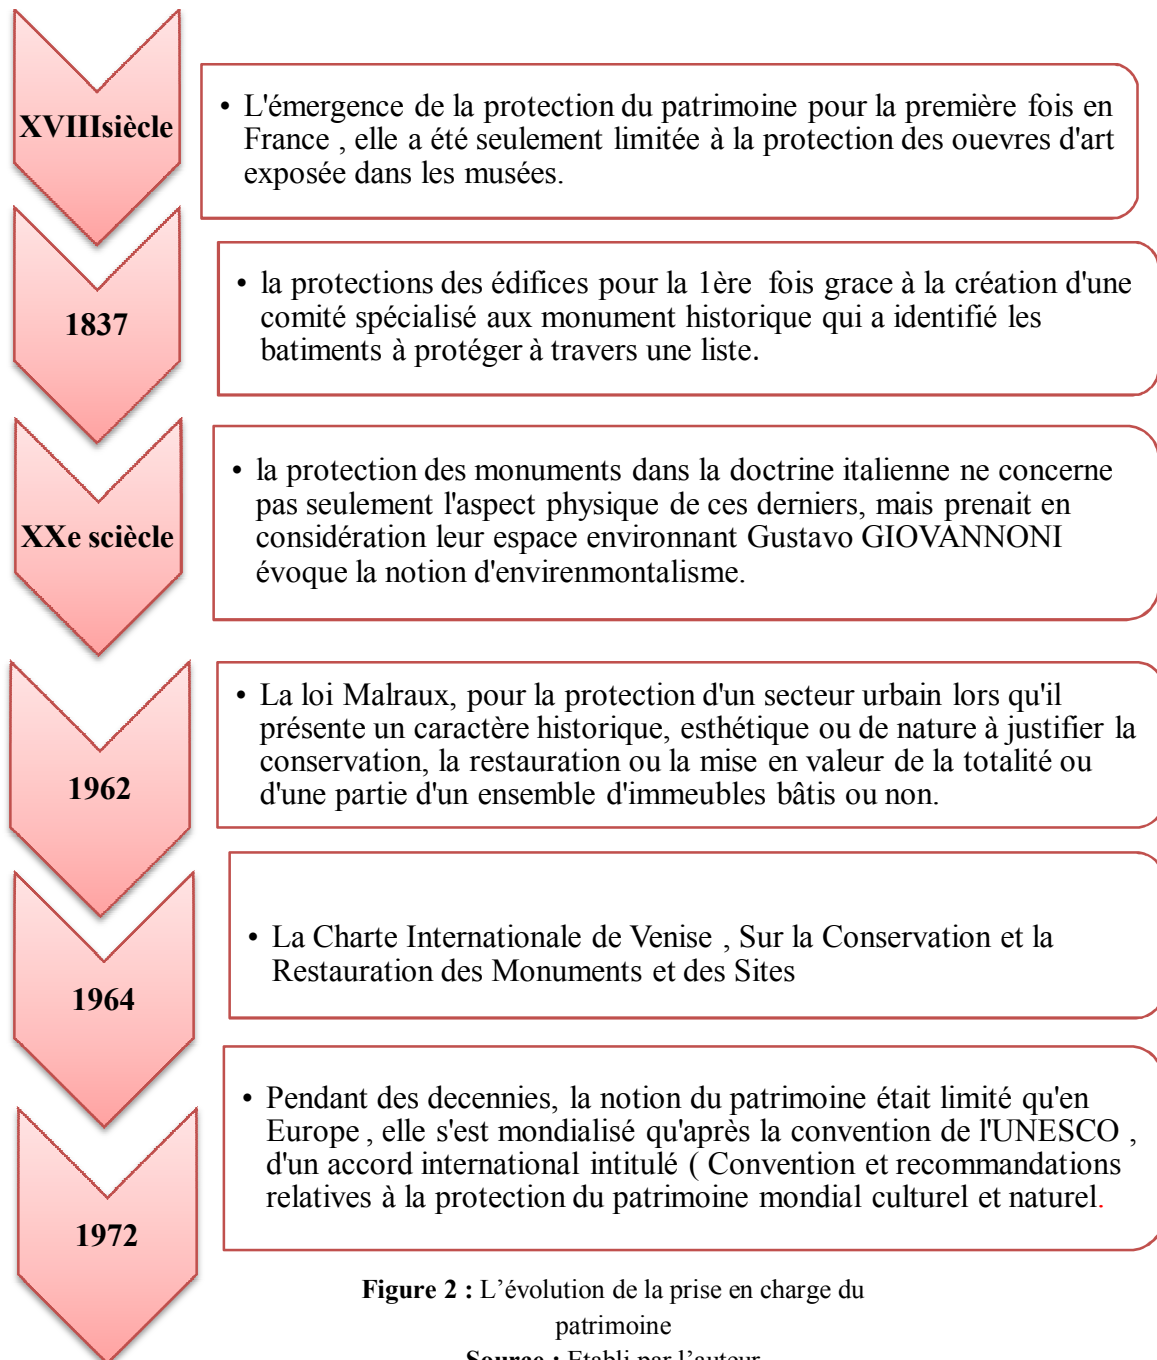 XVIIIsiècle
• L'émergence de la protection du patrimoine pour la première fois en
France , elle a été seulement limitée à la protection des ouevres d'art
exposée dans les musées.
1837
• la protections des édifices pour la 1ère fois grace à la création d'une
comité spécialisé aux monument historique qui a identifié les
batiments à protéger à travers une liste.
XXe sciècle
• la protection des monuments dans la doctrine italienne ne concerne
pas seulement l'aspect physique de ces derniers, mais prenait en
considération leur espace environnant Gustavo GIOVANNONI
évoque la notion d'envirenmontalisme.
1962
• La loi Malraux, pour la protection d'un secteur urbain lors qu'il
présente un caractère historique, esthétique ou de nature à justifier la
conservation, la restauration ou la mise en valeur de la totalité ou
d'une partie d'un ensemble d'immeubles bâtis ou non.
1964
• La Charte Internationale de Venise , Sur la Conservation et la
Restauration des Monuments et des Sites
1972
• Pendant des decennies, la notion du patrimoine était limité qu'en
Europe , elle s'est mondialisé qu'après la convention de l'UNESCO ,
d'un accord international intitulé ( Convention et recommandations
relatives à la protection du patrimoine mondial culturel et naturel.
Figure 2 : L'évolution de la prise en charge du
patrimoine
Source : Etabli par l'auteur